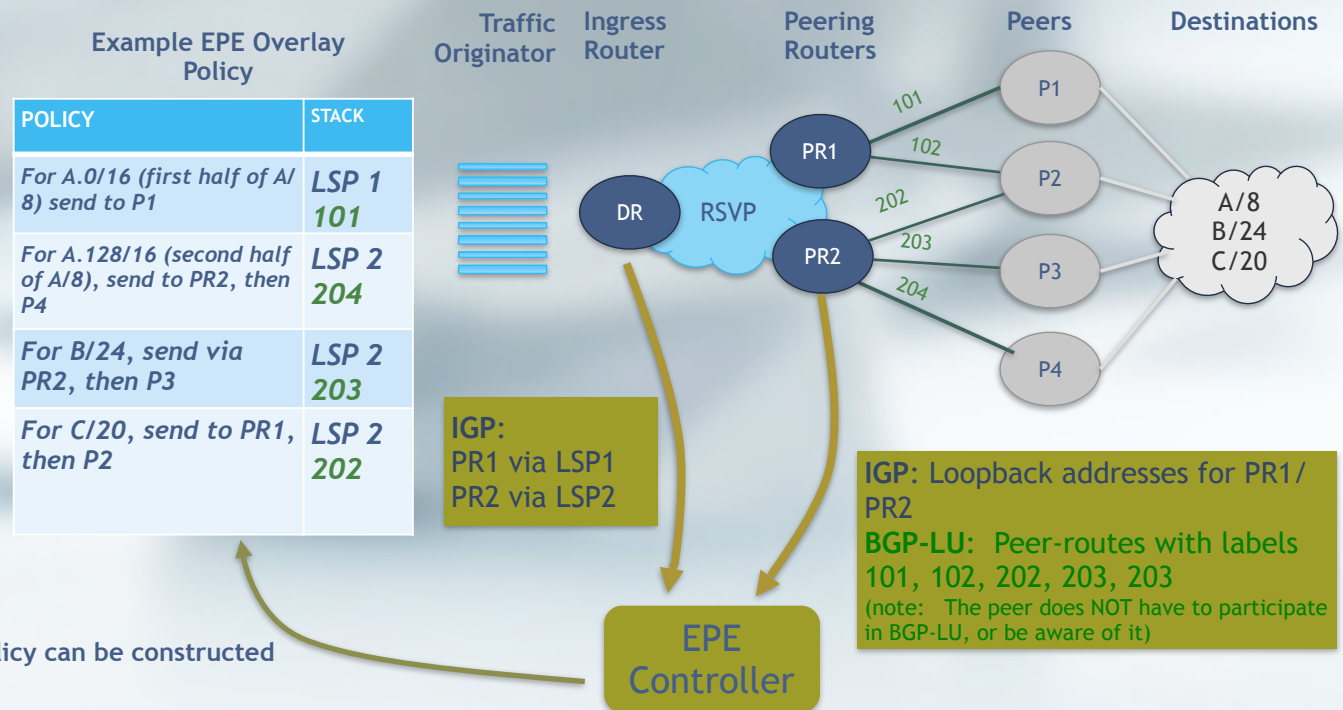 Example EPE Overlay
Policy
Traffic
Originator
Ingress
Router
Peering
Routers
Peers
Destinations
POLICY
STACK
For A.0/16 (first half of A/
8) send to P1
LSP 1
101
For A.128/16 (second half
of A/8), send to PR2, then
P4
LSP 2
204
For B/24, send via
PR2, then P3
LSP 2
203
For C/20, send to PR1,
then P2
LSP 2
202
DR
RSVP
PR1
PR2
101
102
202
203
204
P1
P2
P3
P4
A/8
B/24
C/20
IGP:
PR1 via LSP1
PR2 via LSP2
IGP: Loopback addresses for PR1/
PR2
BGP-LU: Peer-routes with labels
101, 102, 202, 203, 203
(note: The peer does NOT have to participate
in BGP-LU, or be aware of it)
EPE
Controller
licy can be constructed